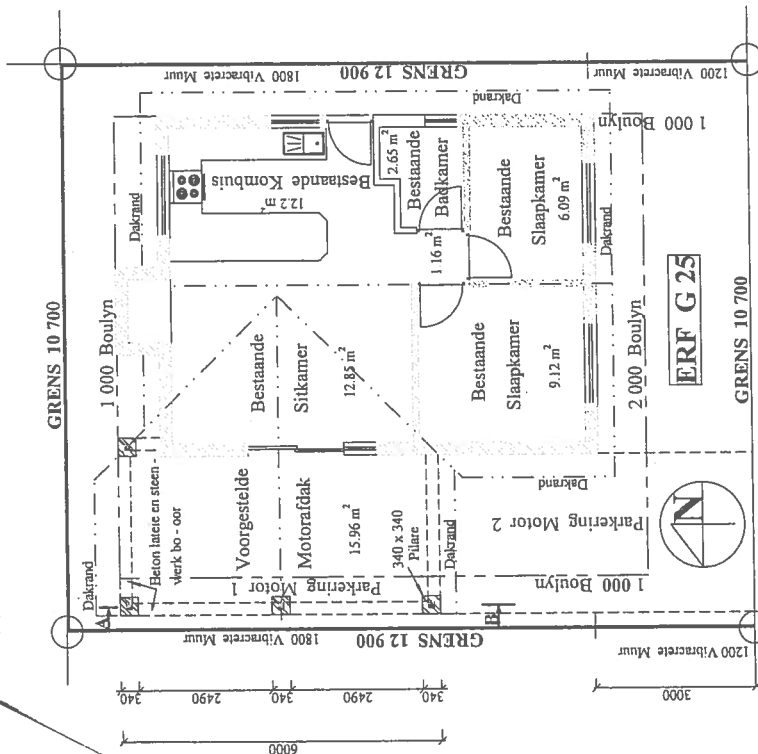 GRENS 12 900
1800 Vibracrete Muur
1200 Vibracrete Muur
Dakrand
1 000 Boulyn
GRENS 10 700
1 000 Boulyn
Dakrand
Bestaande Kombuis
12.2 m²
2.65 m²
Bestaande
Badkamer
1.16 m²
Bestaande
Slaapkamer
6.09 m²
Dakrand
Bestaande
Sitkamer
12.85 m²
Bestaande
Slaapkamer
9.12 m²
2 000 Boulyn
ERF G 25
GRENS 10 700
Beton lateie en steen -
werk bo - oor
Voorgestelde
Motorafdak
15.96 m²
340 x 340
Pilare
Dakrand
Dakrand
Dakrand
Parkering Motor 1
Parkering Motor 2
1 000 Boulyn
N
A
B
1800 Vibracrete Muur
GRENS 12 900
1200 Vibracrete Muur
340
2490
340
2490
340
6000
3000